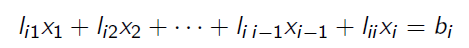 l_{i1}x_1 + l_{i2}x_2 + ⋯ + l_{i i−1}x_{i−1} + l_{ii}x_i = b_i